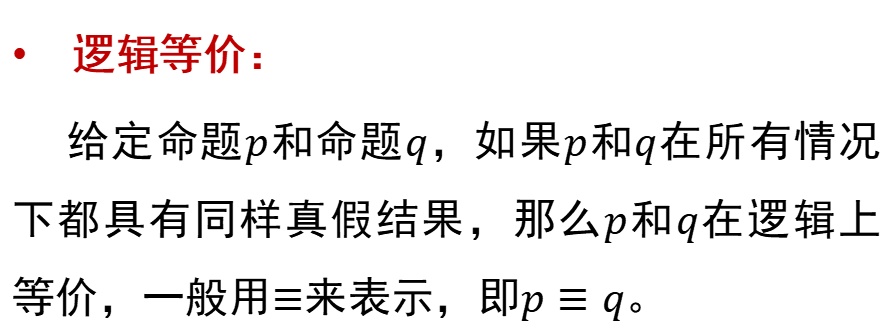 • 逻辑等价：
给定命题p和命题q，如果p和q在所有情况
下都具有同样真假结果，那么p和q在逻辑上
等价，一般用≡来表示，即p ≡ q。